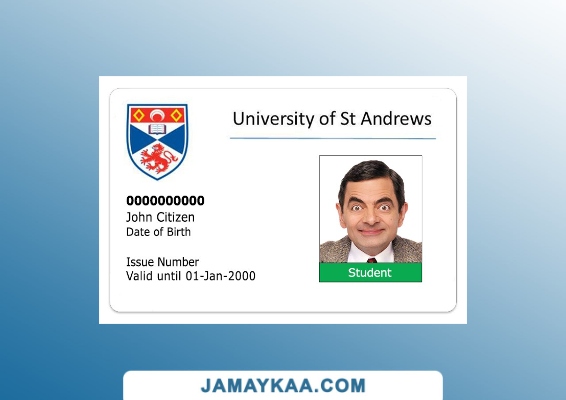 University of St Andrews
0000000000
John Citizen
Date of Birth
Issue Number
Valid until 01-Jan-2000
Student
JAMAYKAA.COM